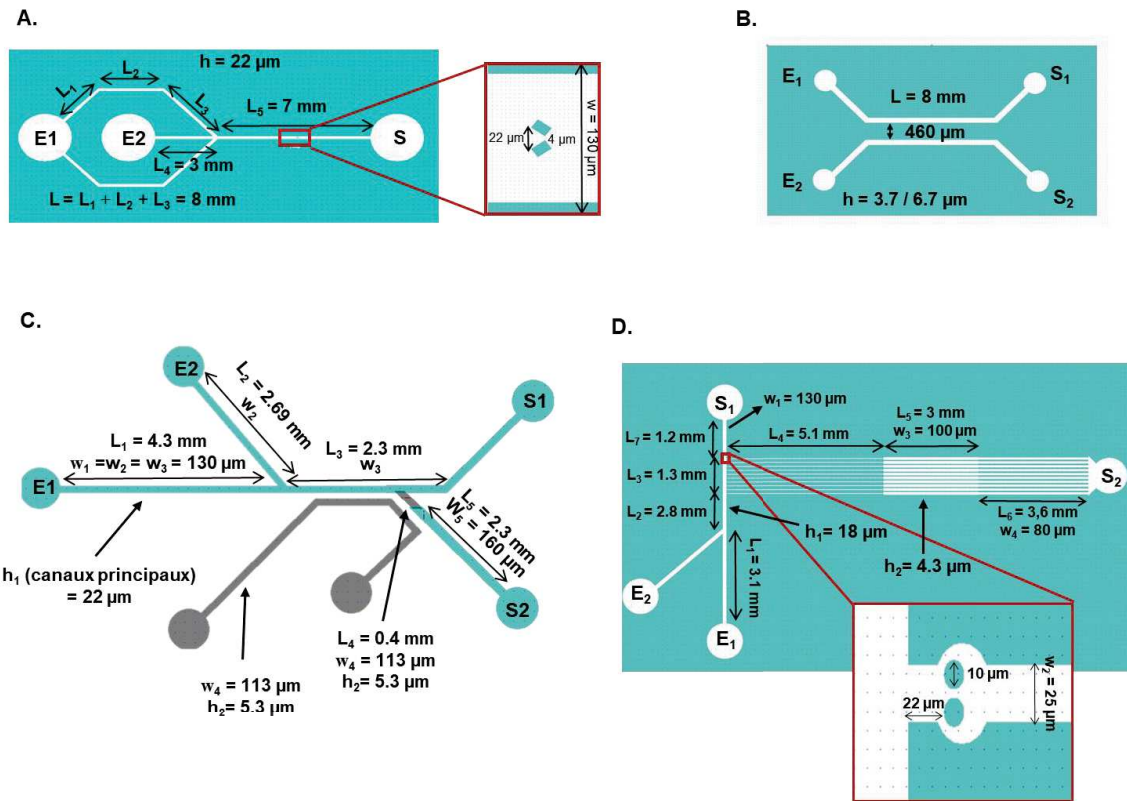 A.
h = 22 µm
L₂
L₁
L₃
L₅ = 7 mm
E1
E2
S
L₄ = 3 mm
L = L₁ + L₂ + L₃ = 8 mm
22 µm
4 µm
w = 130 µm
B.
E₁
S₁
L = 8 mm
460 µm
E₂
S₂
h = 3.7 / 6.7 µm
C.
E2
L₂ = 2.69 mm
w₂
S1
L₁ = 4.3 mm
w₁ =w₂ = w₃ = 130 µm
L₃ = 2.3 mm
w₃
E1
L₅ = 2.3 mm
W₅ = 160 µm
h₁ (canaux principaux)
= 22 µm
S2
L₄ = 0.4 mm
w₄ = 113 µm
h₂= 5.3 µm
w₄ = 113 µm
h₂= 5.3 µm
D.
S₁
w₁ = 130 µm
L₇ = 1.2 mm
L₄ = 5.1 mm
L₅ = 3 mm
w₃ = 100 µm
L₃ = 1.3 mm
S₂
L₂ = 2.8 mm
L₆ = 3,6 mm
w₄ = 80 µm
h₁= 18 µm
L₁ = 3.1 mm
h₂= 4.3 µm
E₂
E₁
10 µm
22 µm
w₂ = 25 µm